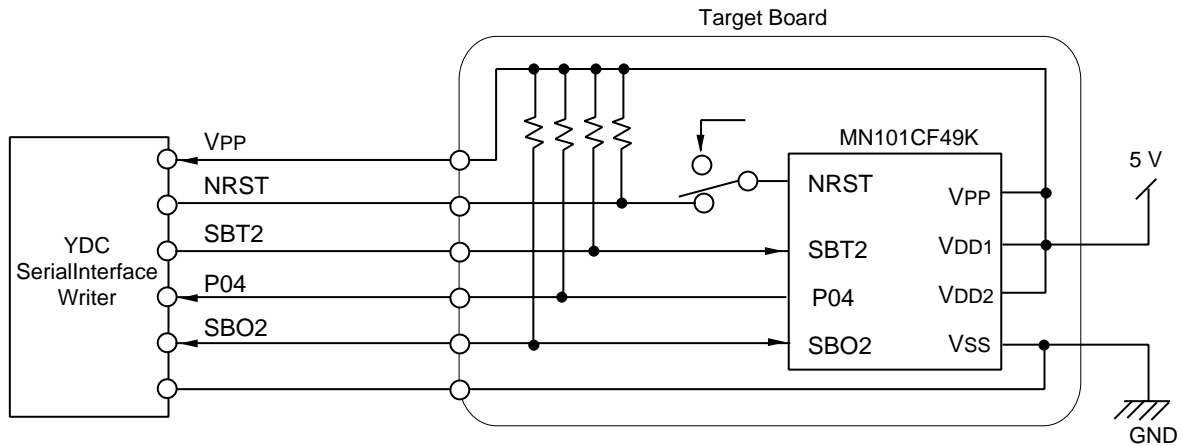 Target Board
YDC
SerialInterface
Writer
VPP
NRST
SBT2
P04
SBO2
MN101CF49K
NRST
SBT2
P04
SBO2
VPP
VDD1
VDD2
VSS
5 V
GND